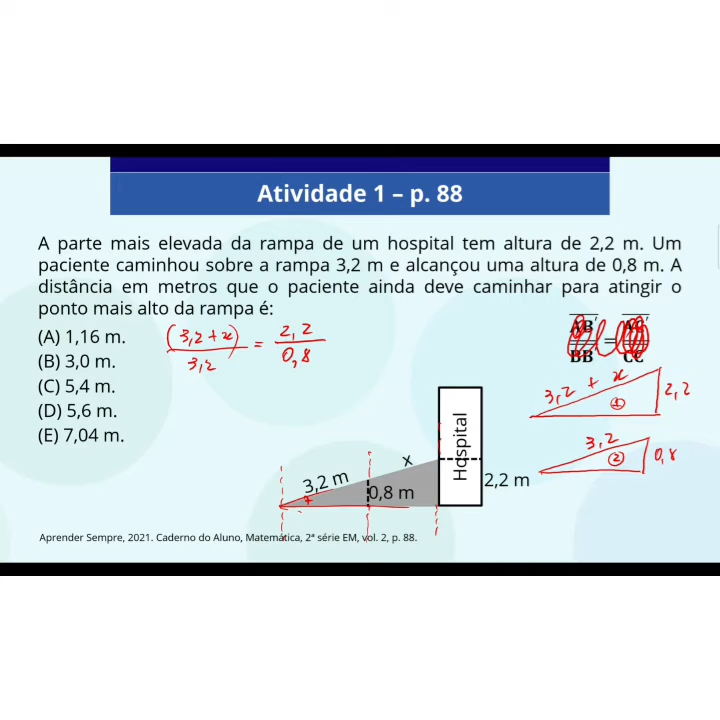 Atividade 1 – p. 88
A parte mais elevada da rampa de um hospital tem altura de 2,2 m. Um
paciente caminhou sobre a rampa 3,2 m e alcançou uma altura de 0,8 m. A
distância em metros que o paciente ainda deve caminhar para atingir o
ponto mais alto da rampa é:
(A) 1,16 m.
(B) 3,0 m.
(C) 5,4 m.
(D) 5,6 m.
(E) 7,04 m.
(3,2 + x) / 3,2 = 2,2 / 0,8
=
BB CC
3,2 + x
1
2,2
3,2
2
0,8
Hospital
x
3,2 m
0,8 m
2,2 m
Aprender Sempre, 2021. Caderno do Aluno, Matemática, 2ª série EM, vol. 2, p. 88.